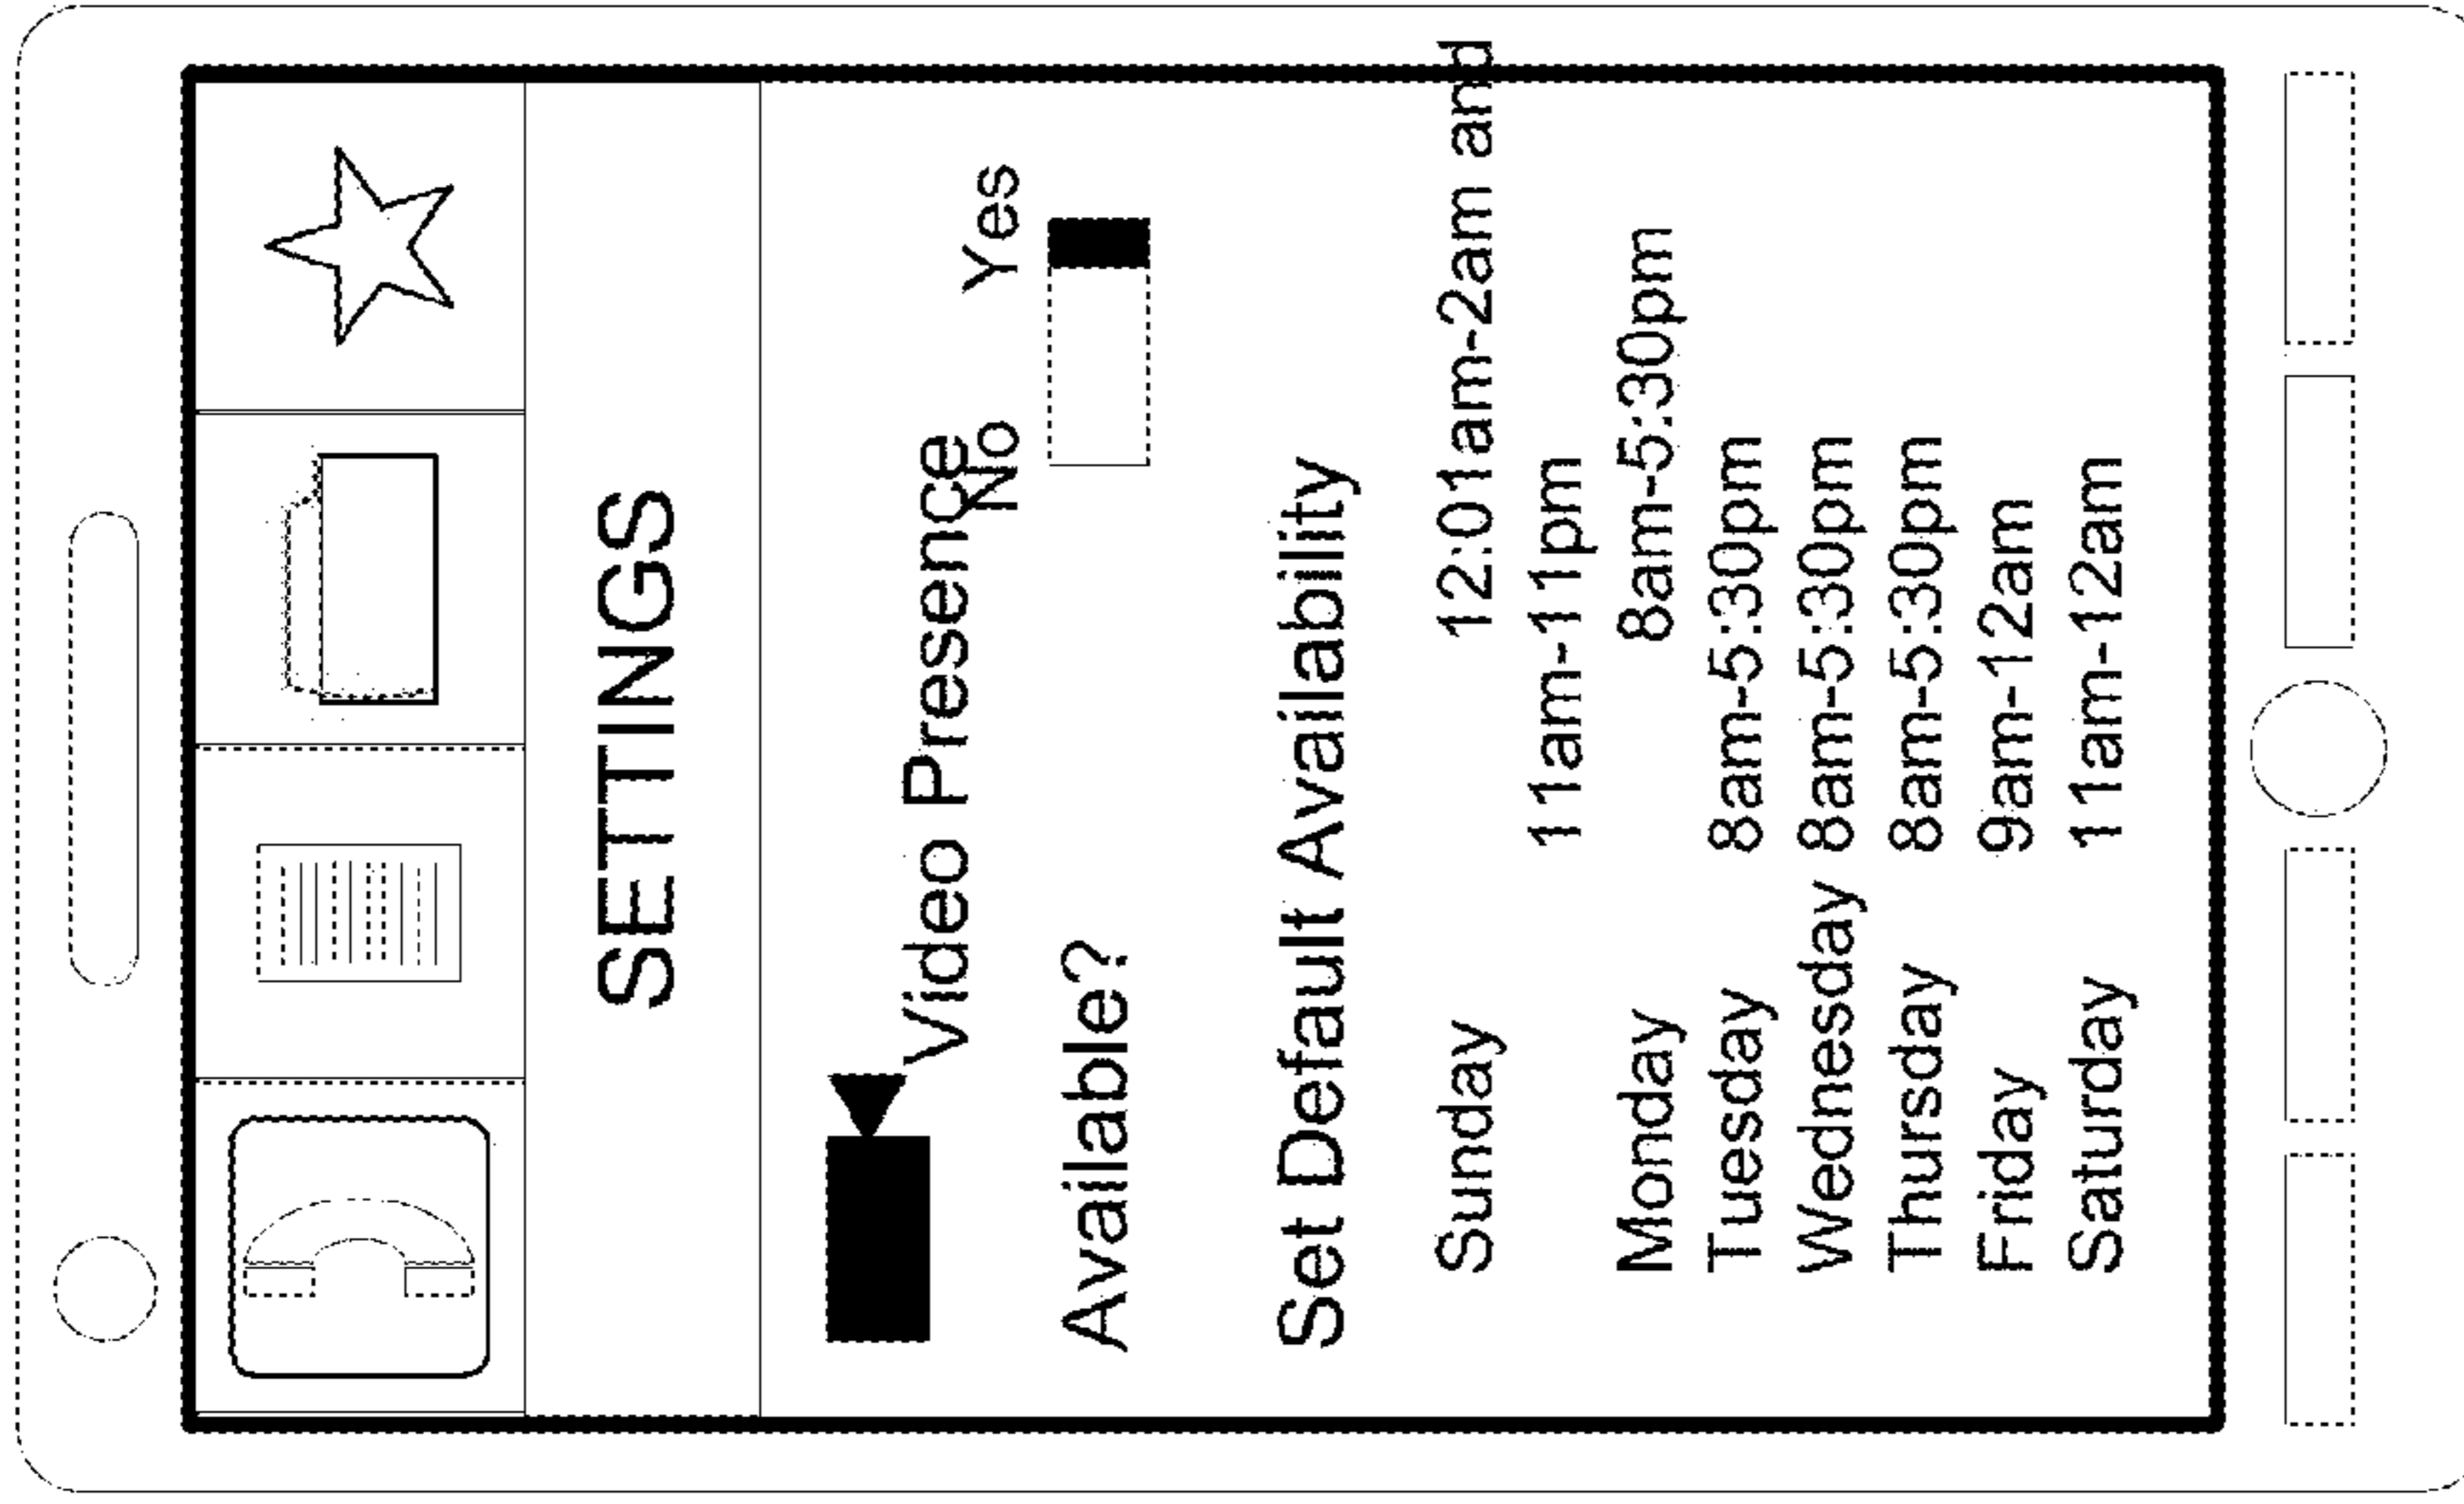 SETTINGS
Video Presence
No Yes
Available?
Set Default Availability
Sunday 12:01am-2am and
11am-11pm
Monday 8am-5:30pm
Tuesday 8am-5:30pm
Wednesday 8am-5:30pm
Thursday 8am-5:30pm
Friday 9am-12am
Saturday 11am-12am